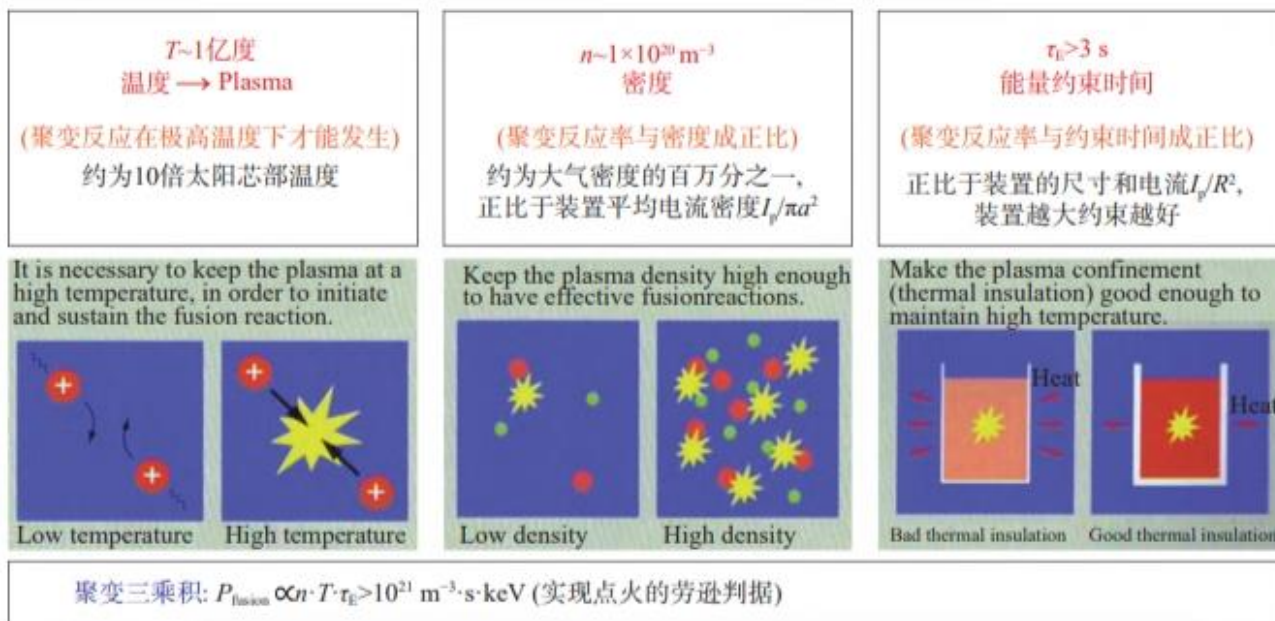 T~1亿度
温度 → Plasma
(聚变反应在极高温度下才能发生)
约为10倍太阳芯部温度
n~1×10²⁰ m⁻³
密度
(聚变反应率与密度成正比)
约为大气密度的百万分之一,
正比于装置平均电流密度Iₚ/πa²
τ_E>3 s
能量约束时间
(聚变反应率与约束时间成正比)
正比于装置的尺寸和电流Iₚ/R²,
装置越大约束越好
It is necessary to keep the plasma at a
high temperature, in order to initiate
and sustain the fusion reaction.
+
+
Low temperature
+
+
High temperature
Keep the plasma density high enough
to have effective fusionreactions.
Low density
High density
Make the plasma confinement
(thermal insulation) good enough to
maintain high temperature.
Heat
Bad thermal insulation
Heat
Good thermal insulation
聚变三乘积: P_fusion ∝n·T·τ_E>10²¹ m⁻³·s·keV (实现点火的劳逊判据)